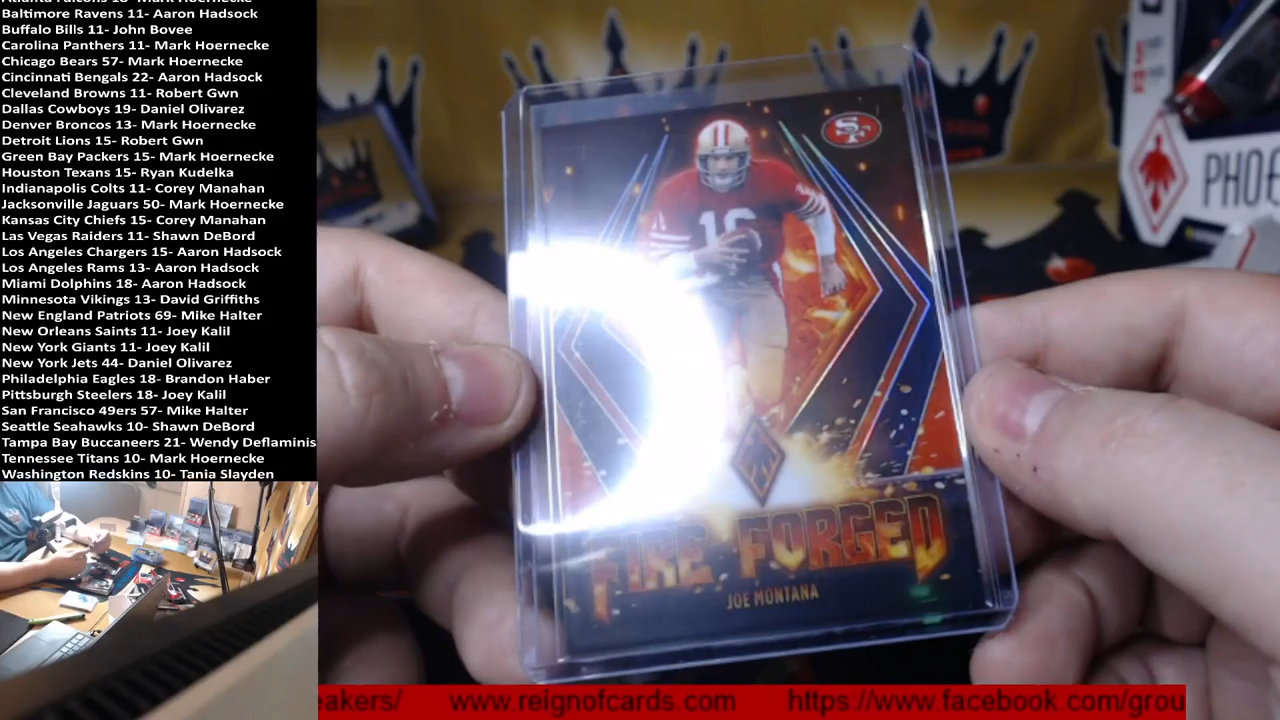 Atlanta Falcons 18- Mark Hoernecke
Baltimore Ravens 11- Aaron Hadsock
Buffalo Bills 11- John Bovee
Carolina Panthers 11- Mark Hoernecke
Chicago Bears 57- Mark Hoernecke
Cincinnati Bengals 22- Aaron Hadsock
Cleveland Browns 11- Robert Gwn
Dallas Cowboys 19- Daniel Olivarez
Denver Broncos 13- Mark Hoernecke
Detroit Lions 15- Robert Gwn
Green Bay Packers 15- Mark Hoernecke
Houston Texans 15- Ryan Kudelka
Indianapolis Colts 11- Corey Manahan
Jacksonville Jaguars 50- Mark Hoernecke
Kansas City Chiefs 15- Corey Manahan
Las Vegas Raiders 11- Shawn DeBord
Los Angeles Chargers 15- Aaron Hadsock
Los Angeles Rams 13- Aaron Hadsock
Miami Dolphins 18- Aaron Hadsock
Minnesota Vikings 13- David Griffiths
New England Patriots 69- Mike Halter
New Orleans Saints 11- Joey Kalil
New York Giants 11- Joey Kalil
New York Jets 44- Daniel Olivarez
Philadelphia Eagles 18- Brandon Haber
Pittsburgh Steelers 18- Joey Kalil
San Francisco 49ers 57- Mike Halter
Seattle Seahawks 10- Shawn DeBord
Tampa Bay Buccaneers 21- Wendy Deflaminis
Tennessee Titans 10- Mark Hoernecke
Washington Redskins 10- Tania Slayden
SF
16
PHOE
FIRE FORGED
JOE MONTANA
eakers/ www.reignofcards.com https://www.facebook.com/grou